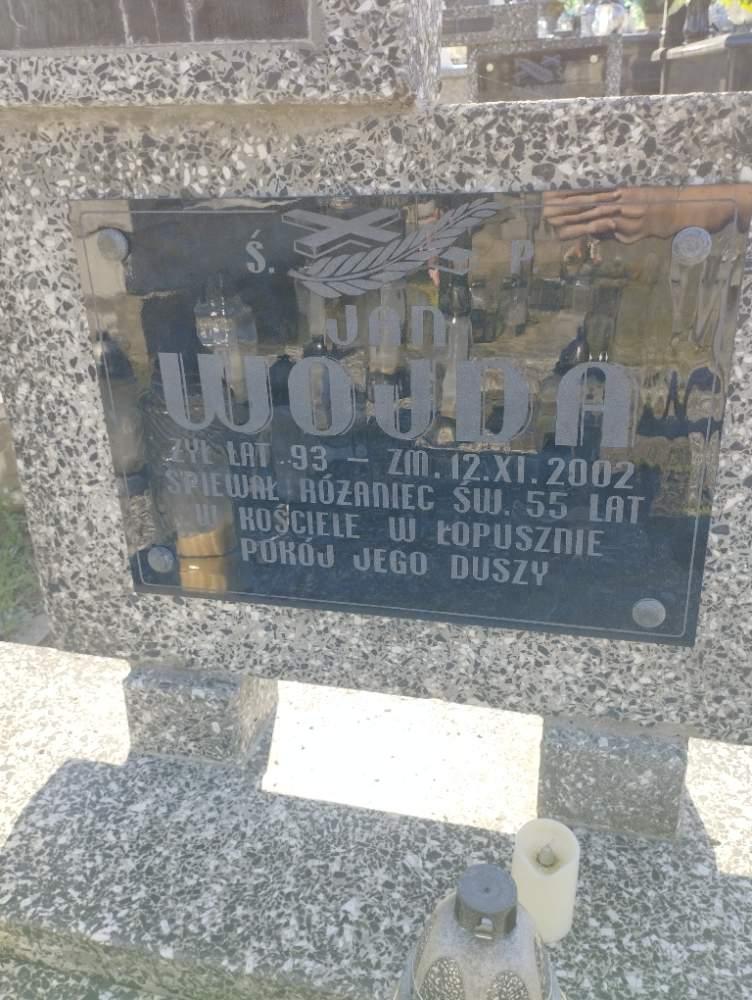 Ś. P
JAN
WOJDA
ŻYŁ LAT 93 – ZM. 12.XI.2002
ŚPIEWAŁ RÓŻANIEC ŚW. 55 LAT
W KOŚCIELE W ŁOPUSZNIE
POKÓJ JEGO DUSZY